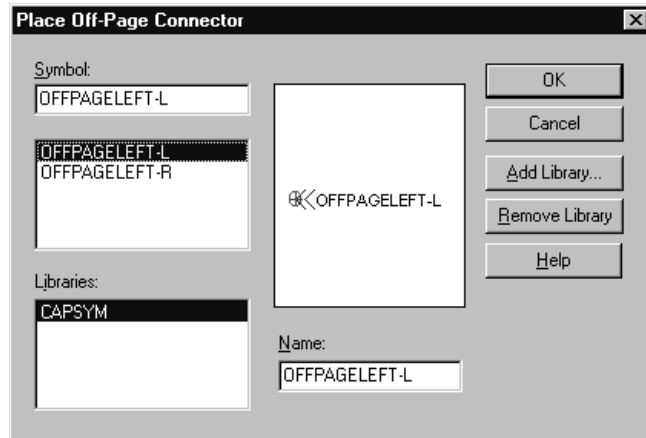 Place Off-Page Connector
Symbol:
OFFPAGELEFT-L
OFFPAGELEFT-L
OFFPAGELEFT-R
Libraries:
CAPSYM
OFFPAGELEFT-L
Name:
OFFPAGELEFT-L
OK
Cancel
Add Library...
Remove Library
Help